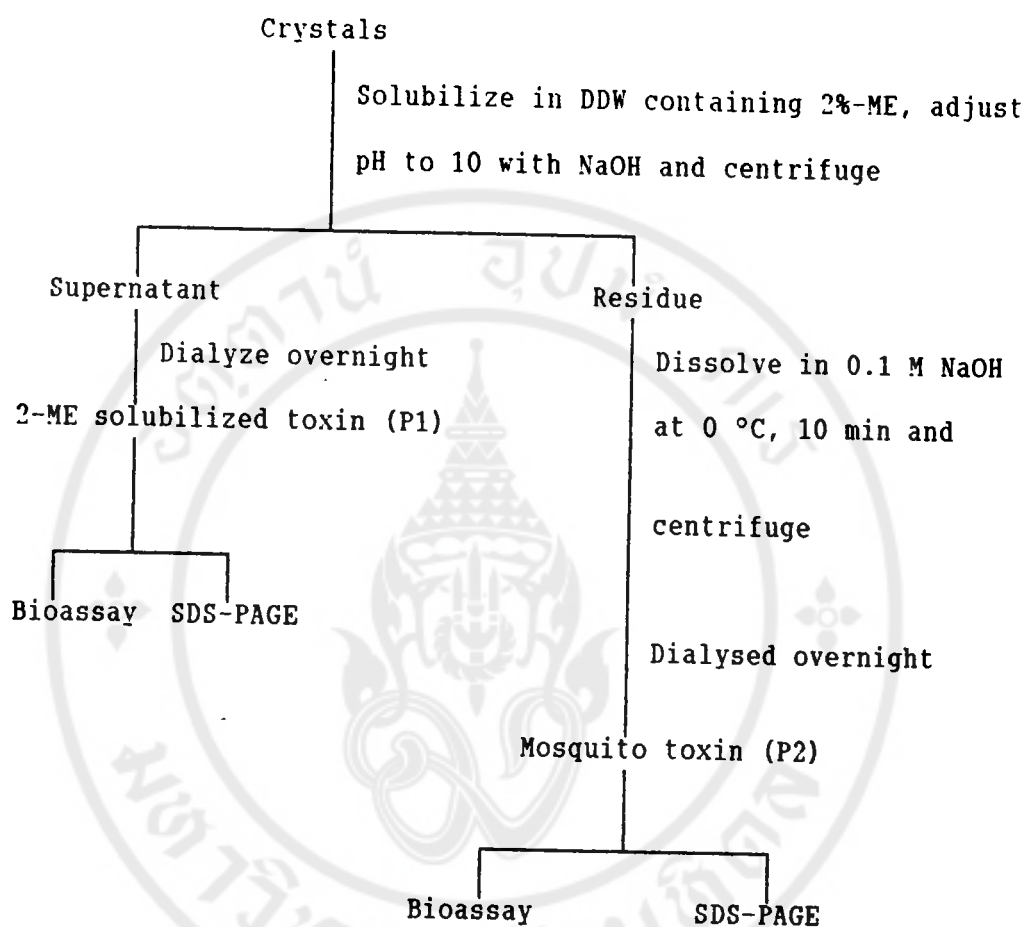 Crystals
Solubilize in DDW containing 2%-ME, adjust
pH to 10 with NaOH and centrifuge
Supernatant
Residue
Dialyze overnight
Dissolve in 0.1 M NaOH
2-ME solubilized toxin (P1)
at 0 °C, 10 min and
centrifuge
Bioassay SDS-PAGE
Dialysed overnight
Mosquito toxin (P2)
Bioassay SDS-PAGE